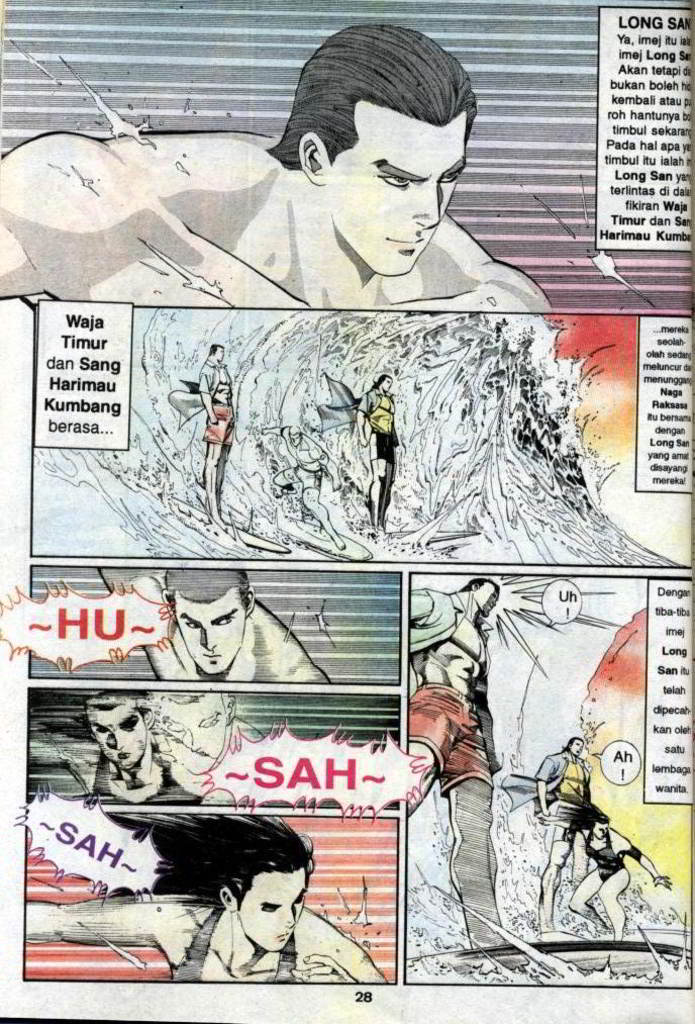 LONG SAN
Ya, imej itu
imej Long
Akan tetapi
bukan boleh
kembali atau
roh hantunya
timbul sekarang
Pada hal apa
timbul itu ialah
Long San
terlintas di
fikiran Waja
Timur dan
Harimau Kumbang
Waja
Timur
dan Sang
Harimau
Kumbang
berasa...
...mereka
seolah-
olah sedang
meluncur
menunggang
Naga
Raksasa
itu bersama
dengan
Long San
yang amat
disayangi
mereka!
~HU~
~SAH~
~SAH~
Uh
!
Ah
!
Dengan
tiba-tiba
imej
Long
San itu
telah
dipecah-
kan oleh
satu
lembaga
wanita.
28